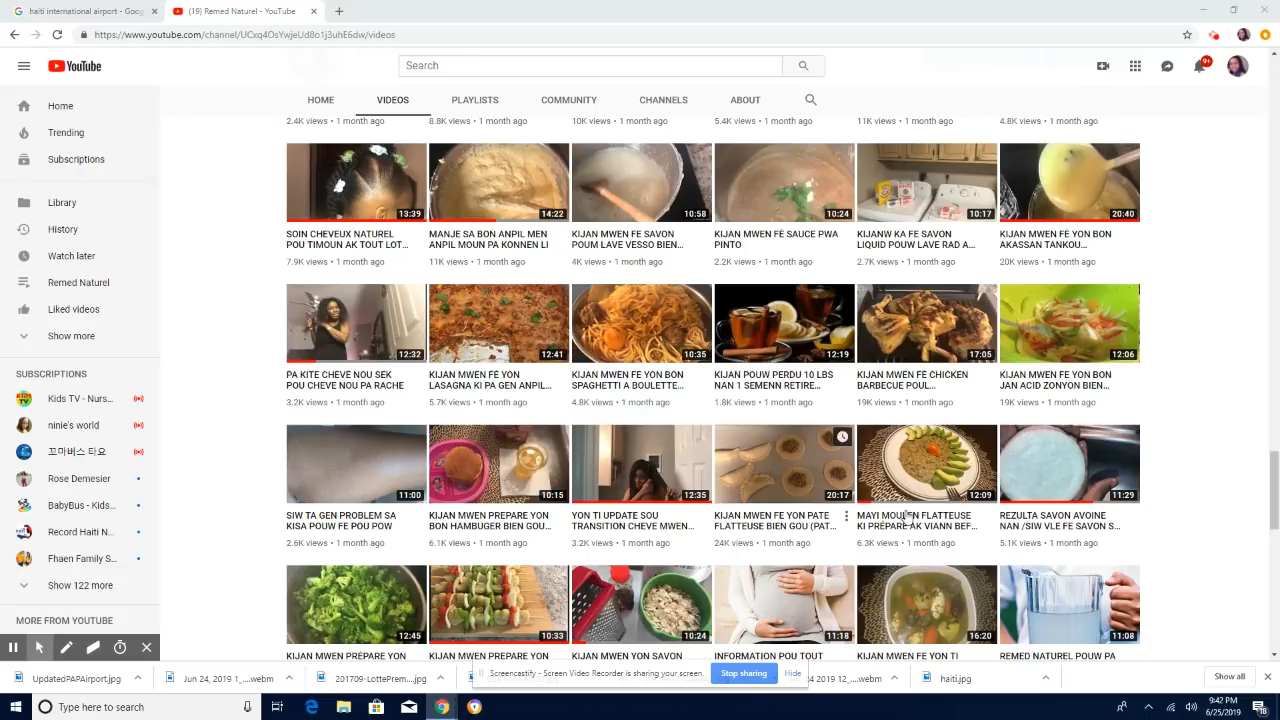 haiti international airport - Goog
(19) Remed Naturel - YouTube
https://www.youtube.com/channel/UCxq4OsYwjeUd8o1j3uhE6dw/videos
YouTube
Search
9+
HOME
VIDEOS
PLAYLISTS
COMMUNITY
CHANNELS
ABOUT
Home
Trending
Subscriptions
Library
History
Watch later
Remed Naturel
Liked videos
Show more
SUBSCRIPTIONS
Kids TV - Nurs...
ninie's world
꼬마버스 타요
Rose Demesier
BabyBus - Kids...
Record Haiti N...
Fhaen Family S...
Show 122 more
MORE FROM YOUTUBE
2.4K views • 1 month ago
8.8K views • 1 month ago
10K views • 1 month ago
5.4K views • 1 month ago
11K views • 1 month ago
4.8K views • 1 month ago
13:39
14:22
10:58
10:24
10:17
20:40
SOIN CHEVEUX NATUREL
POU TIMOUN AK TOUT LOT...
7.9K views • 1 month ago
MANJE SA BON ANPIL MEN
ANPIL MOUN PA KONNEN LI
11K views • 1 month ago
KIJAN MWEN FE SAVON
POUM LAVE VESSO BIEN...
4K views • 1 month ago
KIJAN MWEN FÈ SAUCE PWA
PINTO
2.2K views • 1 month ago
KIJANW KA FE SAVON
LIQUID POUW LAVE RAD A...
2.7K views • 1 month ago
KIJAN MWEN FÈ YON BON
AKASSAN TANKOU...
20K views • 1 month ago
12:32
12:41
10:35
12:19
17:05
12:06
PA KITE CHEVE NOU SEK
POU CHEVE NOU PA RACHE
3.2K views • 1 month ago
KIJAN MWEN FÈ YON
LASAGNA KI PA GEN ANPIL...
5.7K views • 1 month ago
KIJAN MWEN FE YON BON
SPAGHETTI A BOULETTE...
4.8K views • 1 month ago
KIJAN POUW PERDU 10 LBS
NAN 1 SEMENN RETIRE...
1.8K views • 1 month ago
KIJAN MWEN FÈ CHICKEN
BARBECUE POUL...
19K views • 1 month ago
KIJAN MWEN FE YON BON
JAN ACID ZONYON BIEN...
19K views • 1 month ago
11:00
10:15
12:35
20:17
12:09
11:29
SIW TA GEN PROBLEM SA
KISA POUW FE POU POW
2.6K views • 1 month ago
KIJAN MWEN PREPARE YON
BON HAMBUGER BIEN GOU...
6.1K views • 1 month ago
YON TI UPDATE SOU
TRANSITION CHEVE MWEN...
3.2K views • 1 month ago
KIJAN MWEN FE YON PATE
FLATTEUSE BIEN GOU (PAT...
24K views • 1 month ago
MAYI MOULEN FLATTEUSE
KI PRÉPARE AK VIANN BEF...
6.3K views • 1 month ago
REZULTA SAVON AVOINE
NAN /SIW VLE FE SAVON S...
5.1K views • 1 month ago
12:45
10:33
10:24
11:18
16:20
11:08
KIJAN MWEN PRÉPARE YON
KIJAN MWEN PREPARE YON
KIJAN MWEN YON SAVON
INFORMATION POU TOUT
KIJAN MWEN FE YON TI
REMED NATUREL POUW PA
Jun 24, 2019 1_....webm
201709-LottePrem....jpg
Screencastify - Screen Video Recorder is sharing your screen.
Stop sharing
Hide
24 2019 12_....webm
haiti.jpg
Show all
Type here to search
9:42 PM
6/25/2019
18